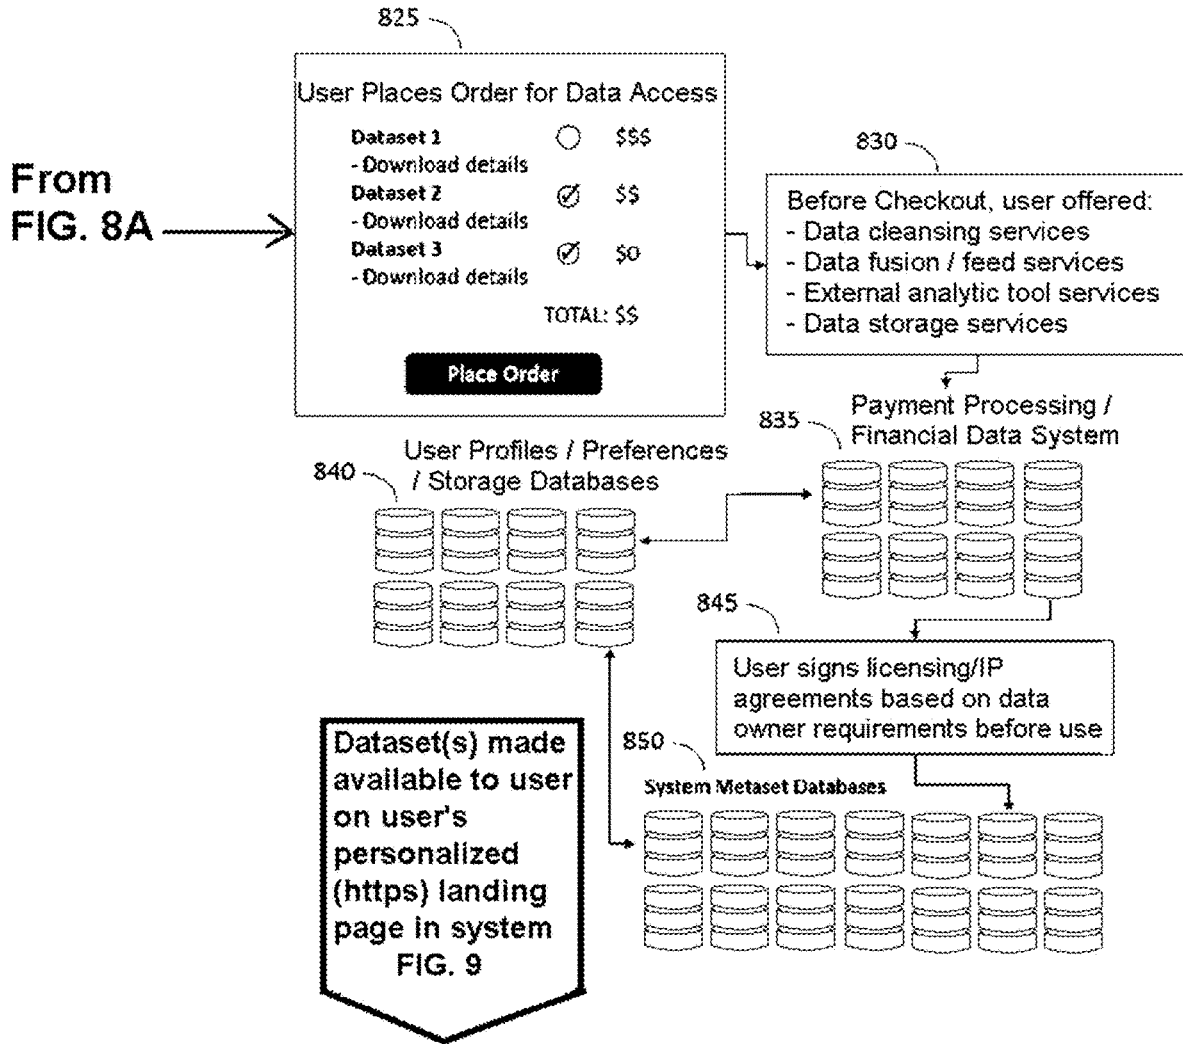 825
User Places Order for Data Access
Dataset 1 $$$
- Download details
Dataset 2 $$
- Download details
Dataset 3 $0
- Download details
TOTAL: $$
Place Order
From
FIG. 8A
830
Before Checkout, user offered:
- Data cleansing services
- Data fusion / feed services
- External analytic tool services
- Data storage services
835
Payment Processing /
Financial Data System
840
User Profiles / Preferences
/ Storage Databases
845
User signs licensing/IP
agreements based on data
owner requirements before use
850
System Metaset Databases
Dataset(s) made
available to user
on user's
personalized
(https) landing
page in system
FIG. 9